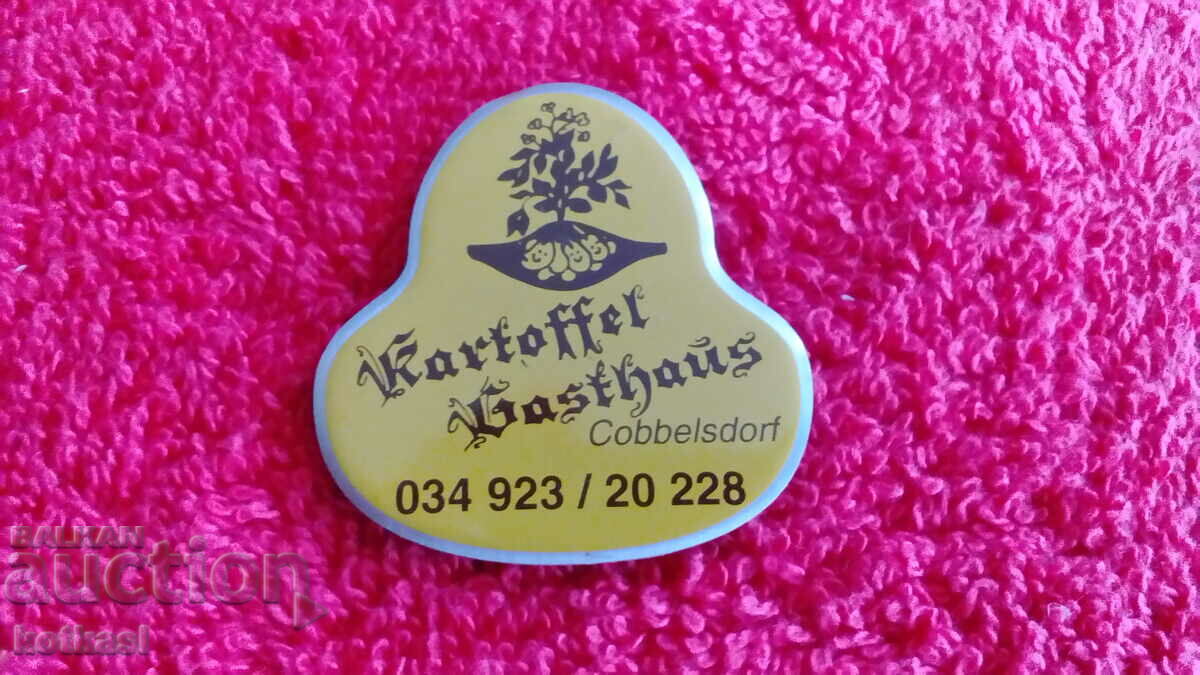 Kartoffel
Gasthaus
Cobbelsdorf
034 923 / 20 228
BALKAN
auction
kotkasl